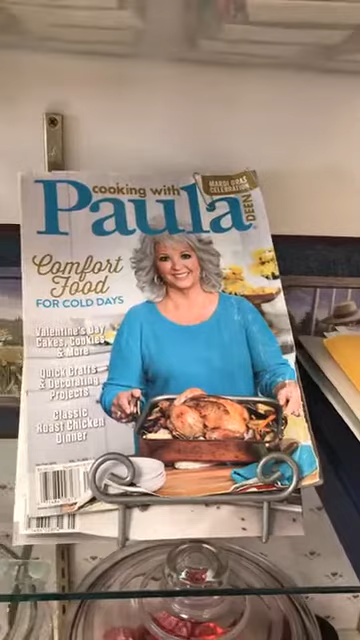 cooking with
Paula
DEEN
MARDI GRAS
CELEBRATION
Comfort
Food
FOR COLD DAYS
Valentine's Day
Cakes, Cookies
& More
Quick Crafts
& Decorating
Projects
Classic
Roast Chicken
Dinner